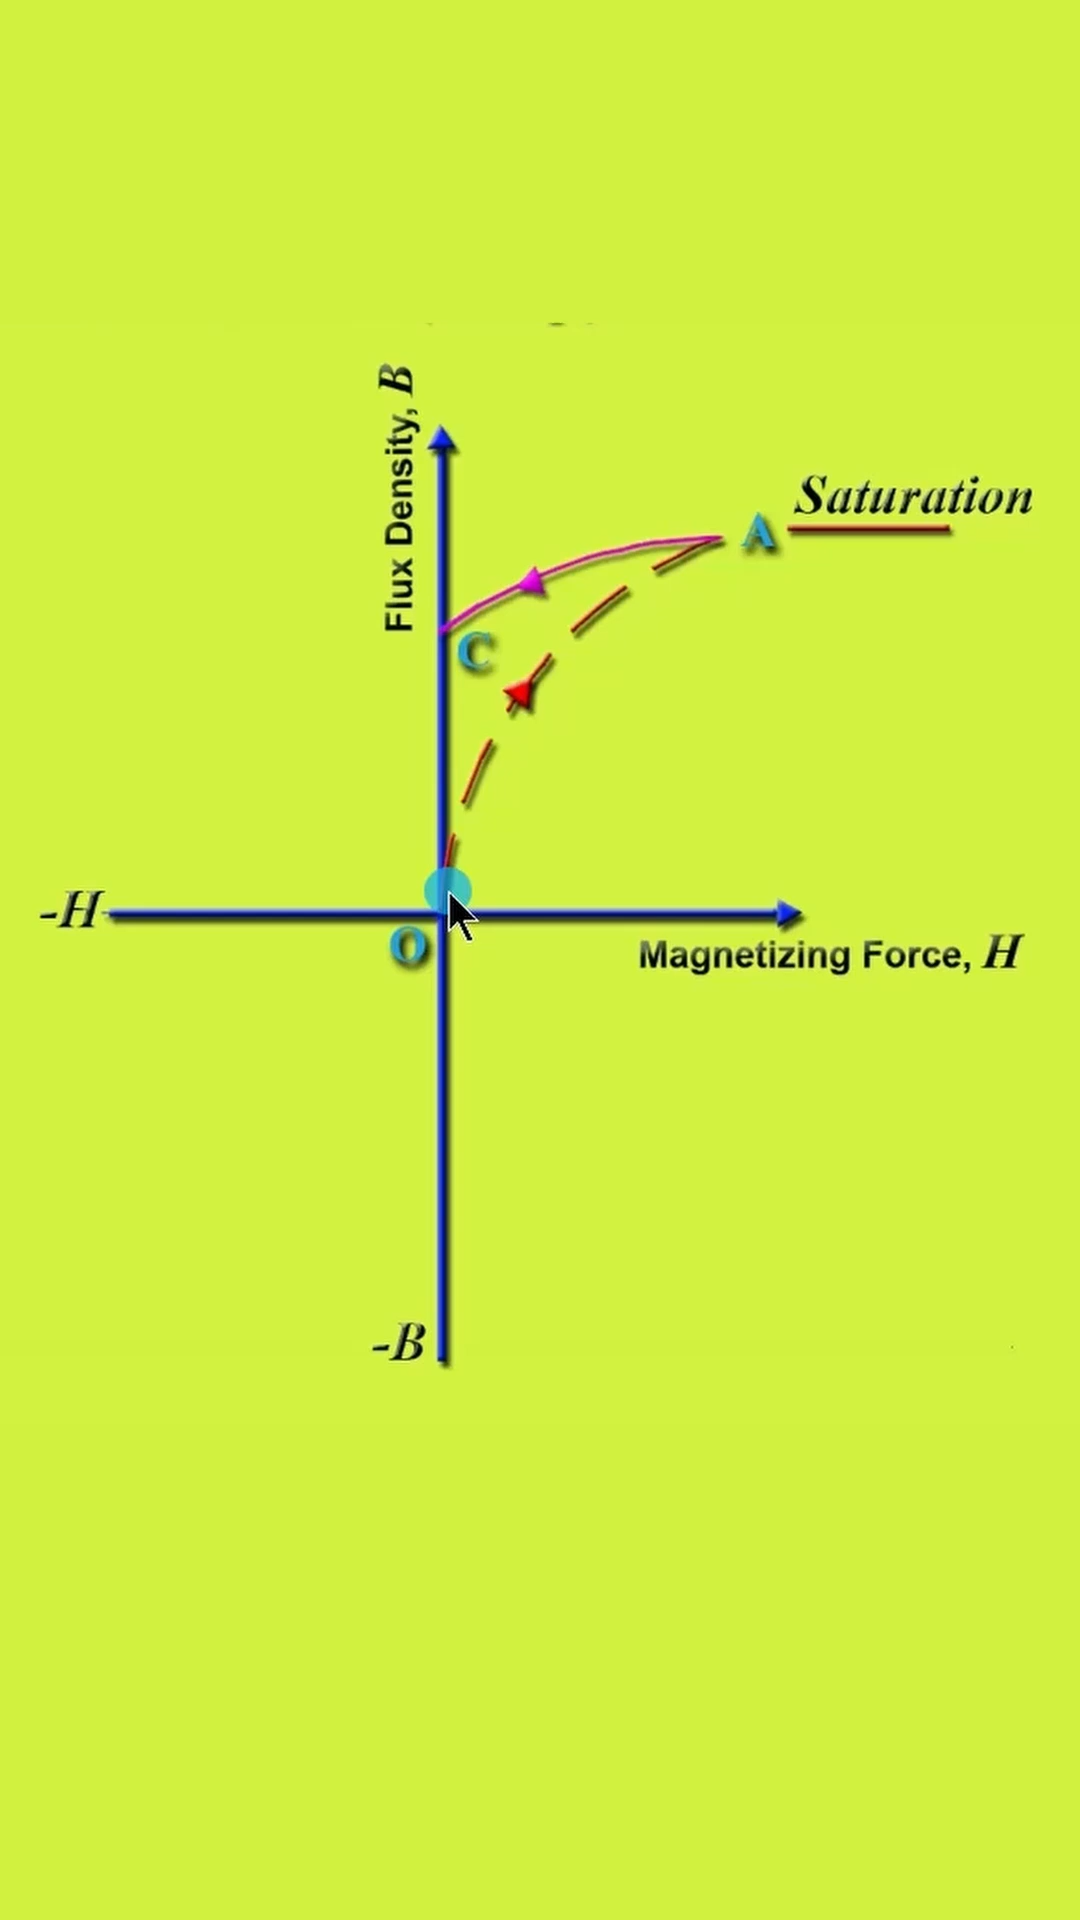 Flux Density, B
Saturation
A
C
-H
O
Magnetizing Force, H
-B